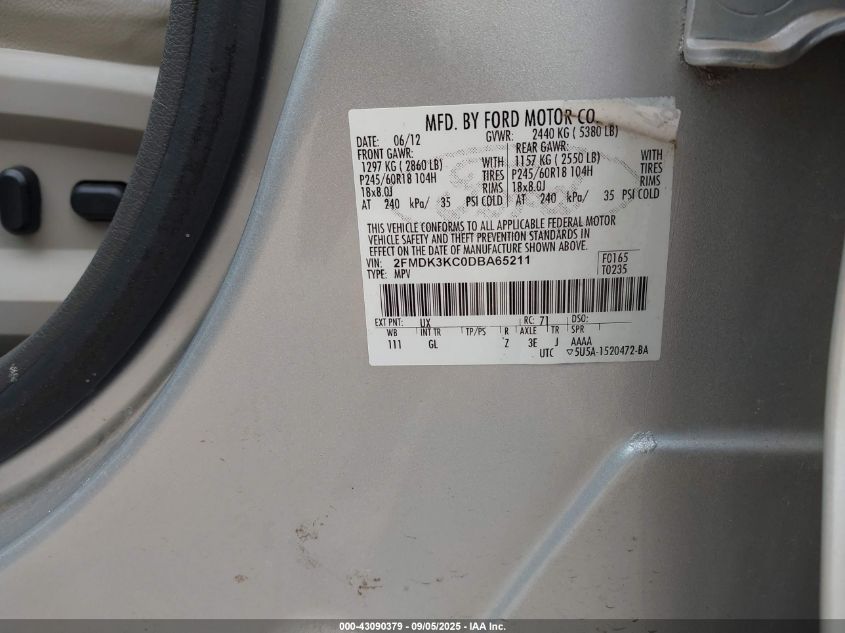 MFD. BY FORD MOTOR CO.
DATE: 06/12 GVWR: 2440 KG ( 5380 LB)
FRONT GAWR: REAR GAWR:
1297 KG ( 2860 LB) WITH 1157 KG ( 2550 LB) WITH
P245/60R18 104H TIRES P245/60R18 104H TIRES
18x8.0J RIMS 18x8.0J RIMS
AT 240 kPa/ 35 PSI COLD AT 240 kPa/ 35 PSI COLD
THIS VEHICLE CONFORMS TO ALL APPLICABLE FEDERAL MOTOR
VEHICLE SAFETY AND THEFT PREVENTION STANDARDS IN
EFFECT ON THE DATE OF MANUFACTURE SHOWN ABOVE.
VIN: 2FMDK3KC0DBA65211 F0165
TYPE: MPV T0235
EXT PNT: UX RC: 71 DSO:
WB INT TR TP/PS R AXLE TR SPR
111 GL Z 3E J AAAA
UTC ▽5U5A-1520472-BA
000-43090379 - 09/05/2025 - IAA Inc.